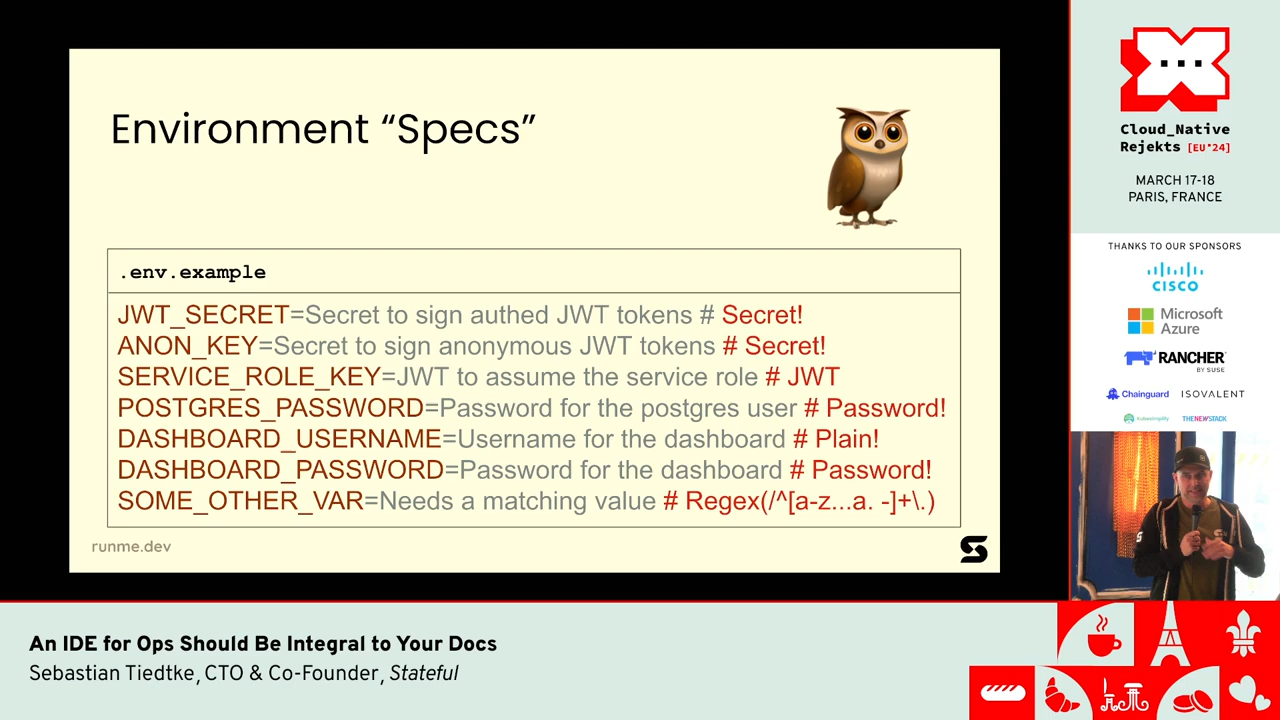 Environment “Specs”
.env.example
JWT_SECRET=Secret to sign authed JWT tokens # Secret!
ANON_KEY=Secret to sign anonymous JWT tokens # Secret!
SERVICE_ROLE_KEY=JWT to assume the service role # JWT
POSTGRES_PASSWORD=Password for the postgres user # Password!
DASHBOARD_USERNAME=Username for the dashboard # Plain!
DASHBOARD_PASSWORD=Password for the dashboard # Password!
SOME_OTHER_VAR=Needs a matching value # Regex(/^[a-z...a. -]+\.)
runme.dev
Cloud_Native
Rejekts [EU*24]
MARCH 17-18
PARIS, FRANCE
THANKS TO OUR SPONSORS
CISCO
Microsoft
Azure
RANCHER
BY SUSE
Chainguard ISOVALENT
kubesimplify THENEWSTACK
An IDE for Ops Should Be Integral to Your Docs
Sebastian Tiedtke, CTO & Co-Founder, Stateful